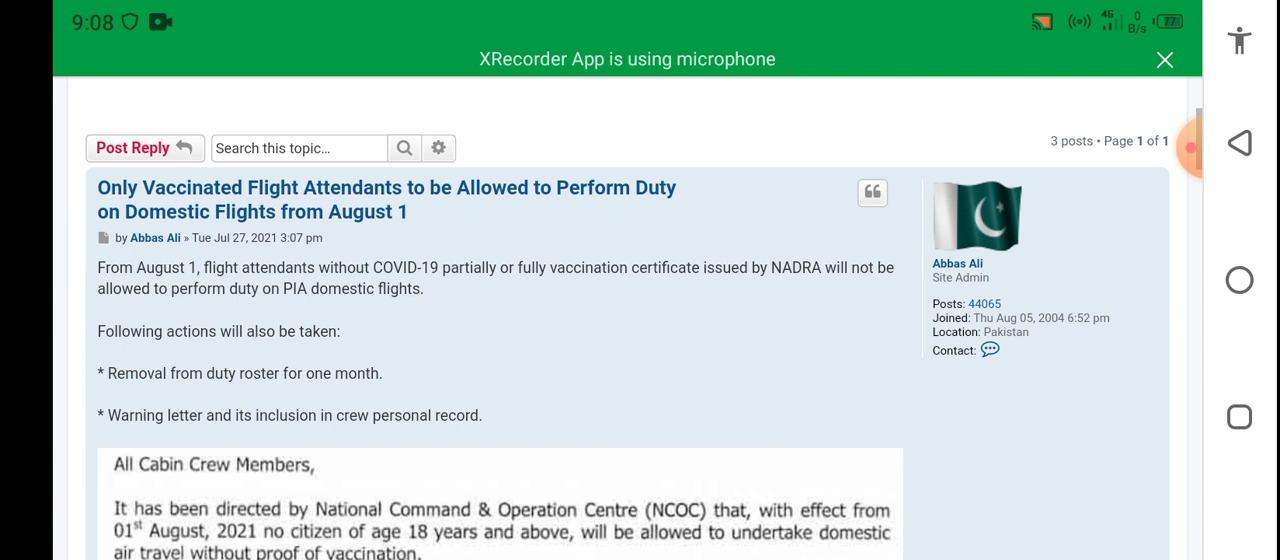 9:08
4G 0 B/s 77
XRecorder App is using microphone
Post Reply
Search this topic…
3 posts • Page 1 of 1
Only Vaccinated Flight Attendants to be Allowed to Perform Duty
on Domestic Flights from August 1
by Abbas Ali » Tue Jul 27, 2021 3:07 pm
From August 1, flight attendants without COVID-19 partially or fully vaccination certificate issued by NADRA will not be
allowed to perform duty on PIA domestic flights.
Following actions will also be taken:
* Removal from duty roster for one month.
* Warning letter and its inclusion in crew personal record.
All Cabin Crew Members,
It has been directed by National Command & Operation Centre (NCOC) that, with effect from
01st August, 2021 no citizen of age 18 years and above, will be allowed to undertake domestic
air travel without proof of vaccination.
Abbas Ali
Site Admin
Posts: 44065
Joined: Thu Aug 05, 2004 6:52 pm
Location: Pakistan
Contact: